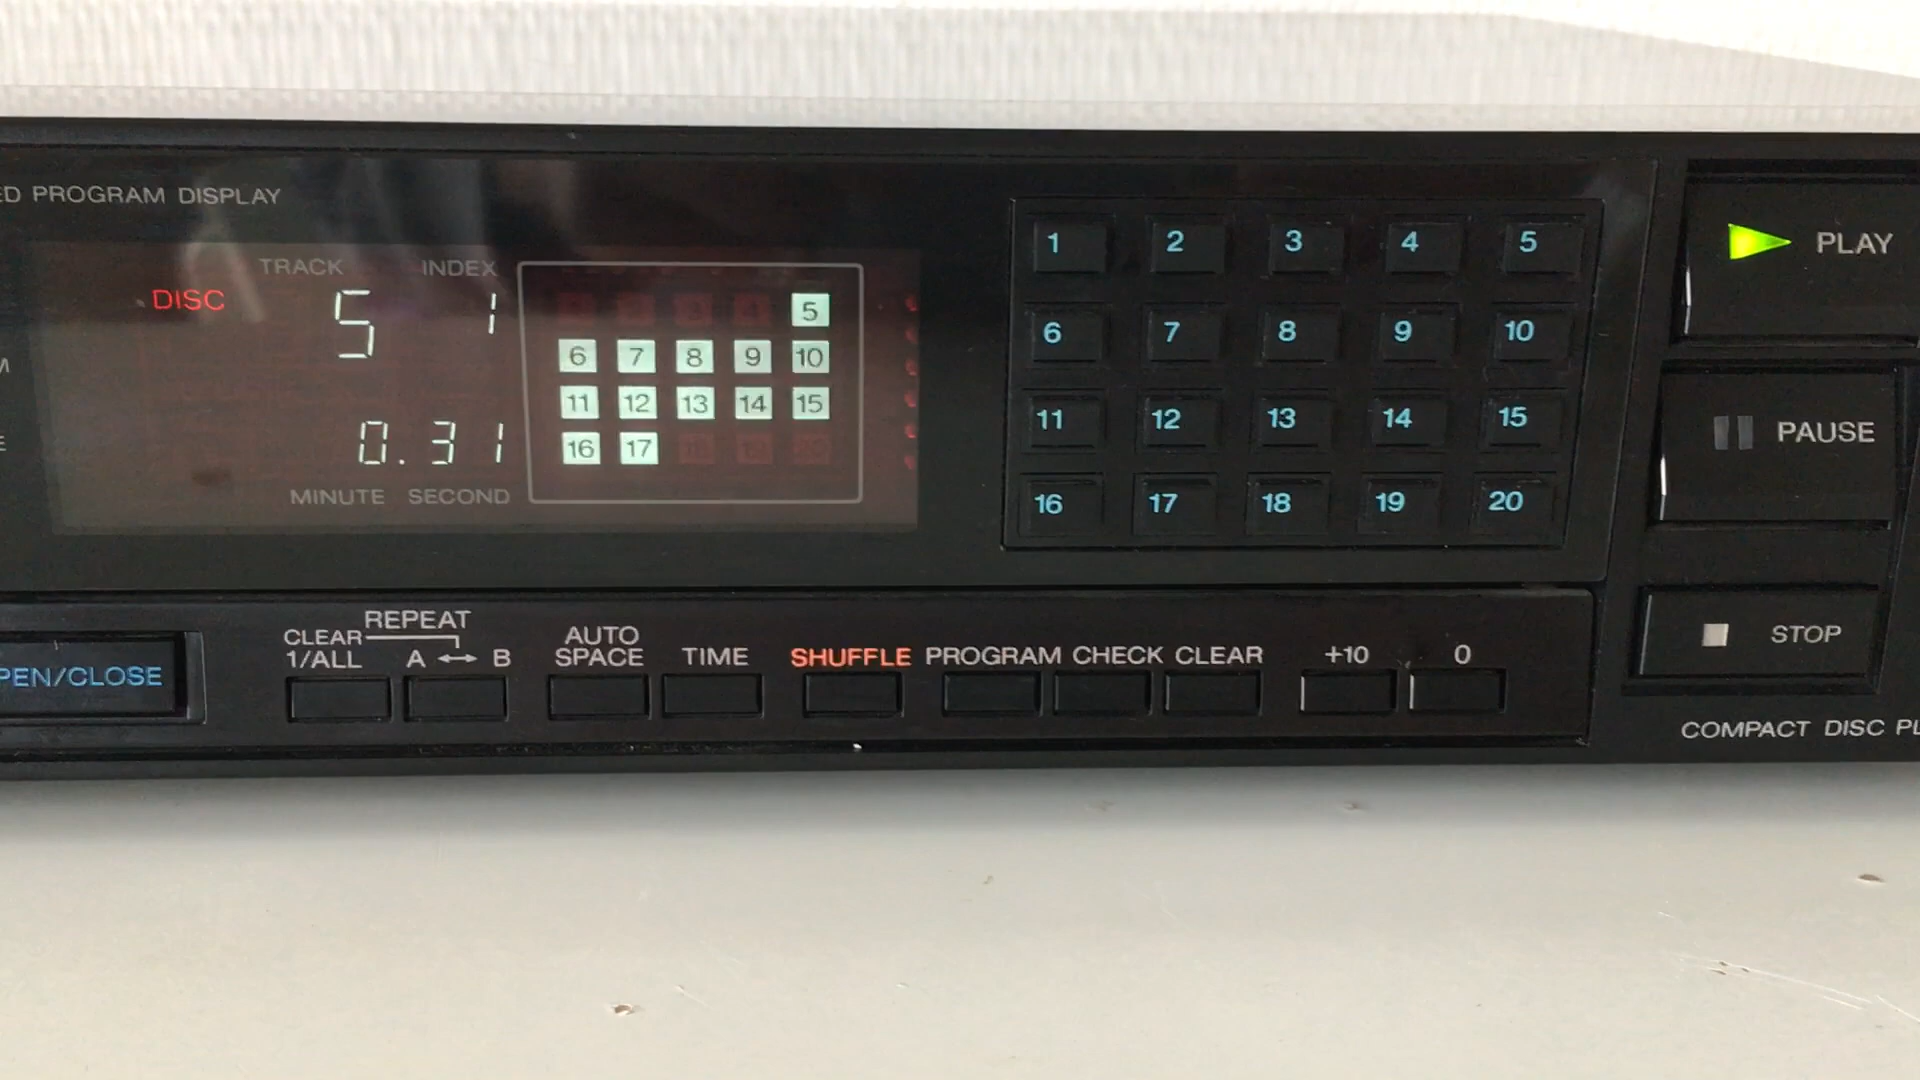 ED PROGRAM DISPLAY
TRACK INDEX
DISC 5 1
0.31
MINUTE SECOND
5
6 7 8 9 10
11 12 13 14 15
16 17
1 2 3 4 5
6 7 8 9 10
11 12 13 14 15
16 17 18 19 20
PLAY
PAUSE
STOP
PEN/CLOSE
REPEAT
CLEAR
1/ALL A B
AUTO
SPACE
TIME
SHUFFLE
PROGRAM
CHECK
CLEAR
+10
0
COMPACT DISC PL